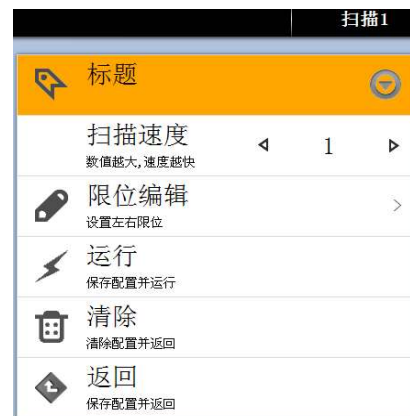 扫描1
标题
扫描速度
数值越大,速度越快
1
限位编辑
设置左右限位
运行
保存配置并运行
清除
清除配置并返回
返回
保存配置并返回